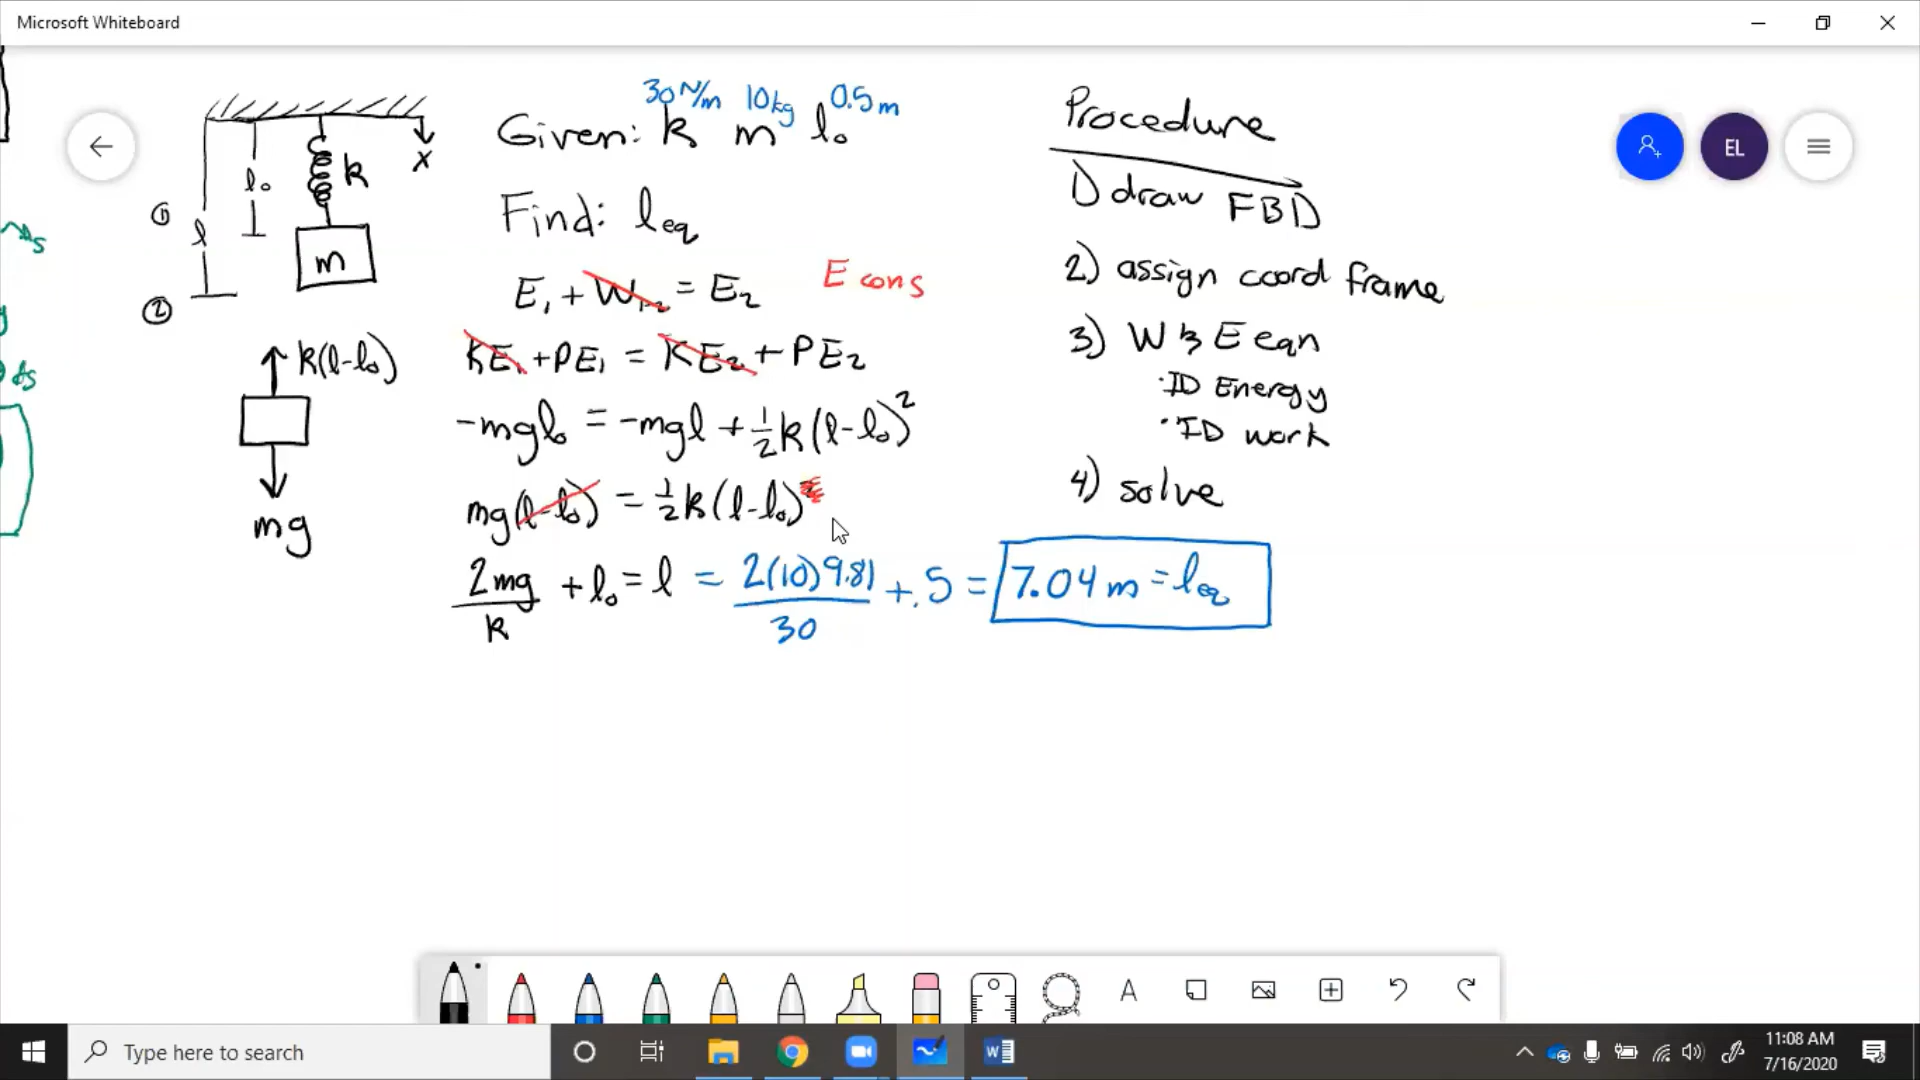 Microsoft Whiteboard
30 N/m 10kg 0.5m
Given: k m l₀
Find: l_eq
E₁ + W₁₋₂ = E₂
E cons
KE₁ + PE₁ = KE₂ + PE₂
-mgl₀ = -mgl + ½k(l-l₀)²
mg(l-l₀) = ½k(l-l₀)
2mg/k + l₀ = l = 2(10)9.81/30 + .5 = 7.04 m = l_eq
① l l₀ k x
m
②
k(l-l₀)
mg
s
ds
Procedure
1) draw FBD
2) assign coord frame
3) W & E eqn
·ID Energy
·ID work
4) solve
EL
A
Type here to search
11:08 AM
7/16/2020